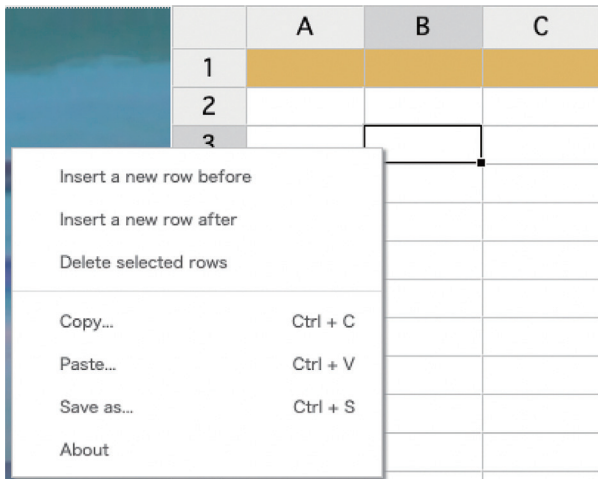 A B C
1
2
3
Insert a new row before
Insert a new row after
Delete selected rows
Copy... Ctrl + C
Paste... Ctrl + V
Save as... Ctrl + S
About